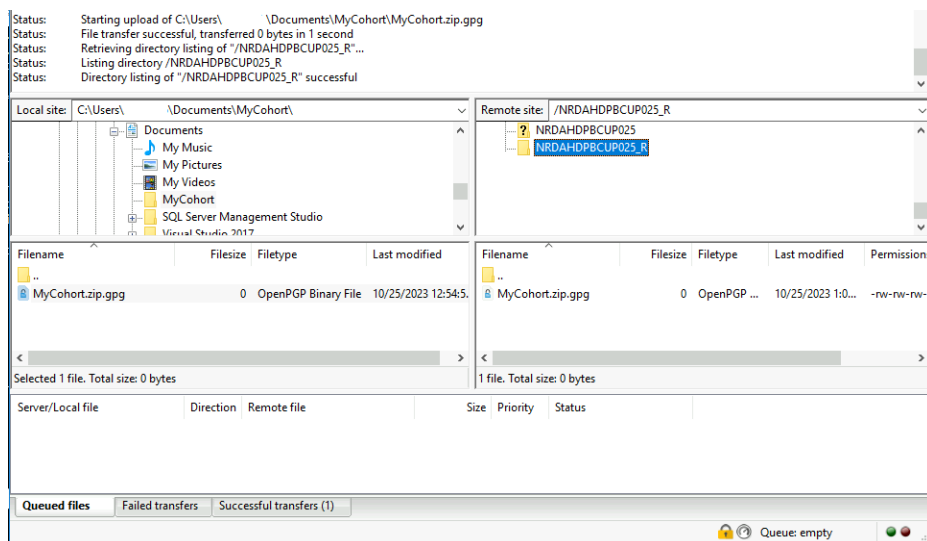 Status: Starting upload of C:\Users\ \Documents\MyCohort\MyCohort.zip.gpg
Status: File transfer successful, transferred 0 bytes in 1 second
Status: Retrieving directory listing of "/NRDAHDPBCUP025_R"...
Status: Listing directory /NRDAHDPBCUP025_R
Status: Directory listing of "/NRDAHDPBCUP025_R" successful
Local site: C:\Users\ \Documents\MyCohort\ Remote site: /NRDAHDPBCUP025_R
Documents ? NRDAHDPBCUP025
My Music NRDAHDPBCUP025_R
My Pictures
My Videos
MyCohort
SQL Server Management Studio
Visual Studio 2017
Filename Filesize Filetype Last modified Filename Filesize Filetype Last modified Permission
.. ..
MyCohort.zip.gpg 0 OpenPGP Binary File 10/25/2023 12:54:5. MyCohort.zip.gpg 0 OpenPGP ... 10/25/2023 1:0... -rw-rw-rw-
Selected 1 file. Total size: 0 bytes 1 file. Total size: 0 bytes
Server/Local file Direction Remote file Size Priority Status
Queued files Failed transfers Successful transfers (1)
Queue: empty